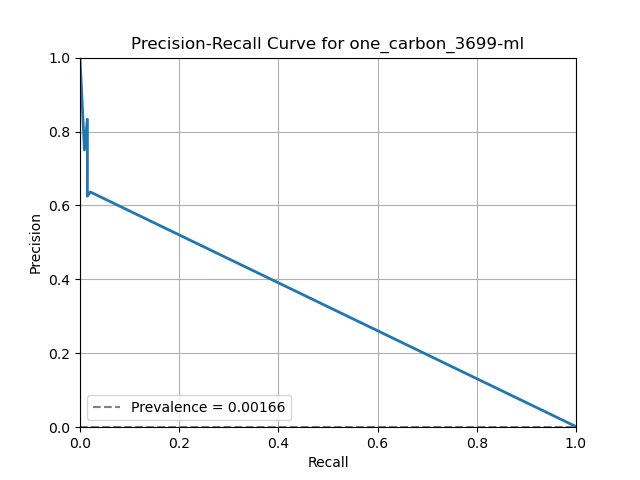 Precision-Recall Curve for one_carbon_3699-ml
1.0
0.8
0.6
0.4
0.2
0.0
Precision
Prevalence = 0.00166
0.0 0.2 0.4 0.6 0.8 1.0
Recall